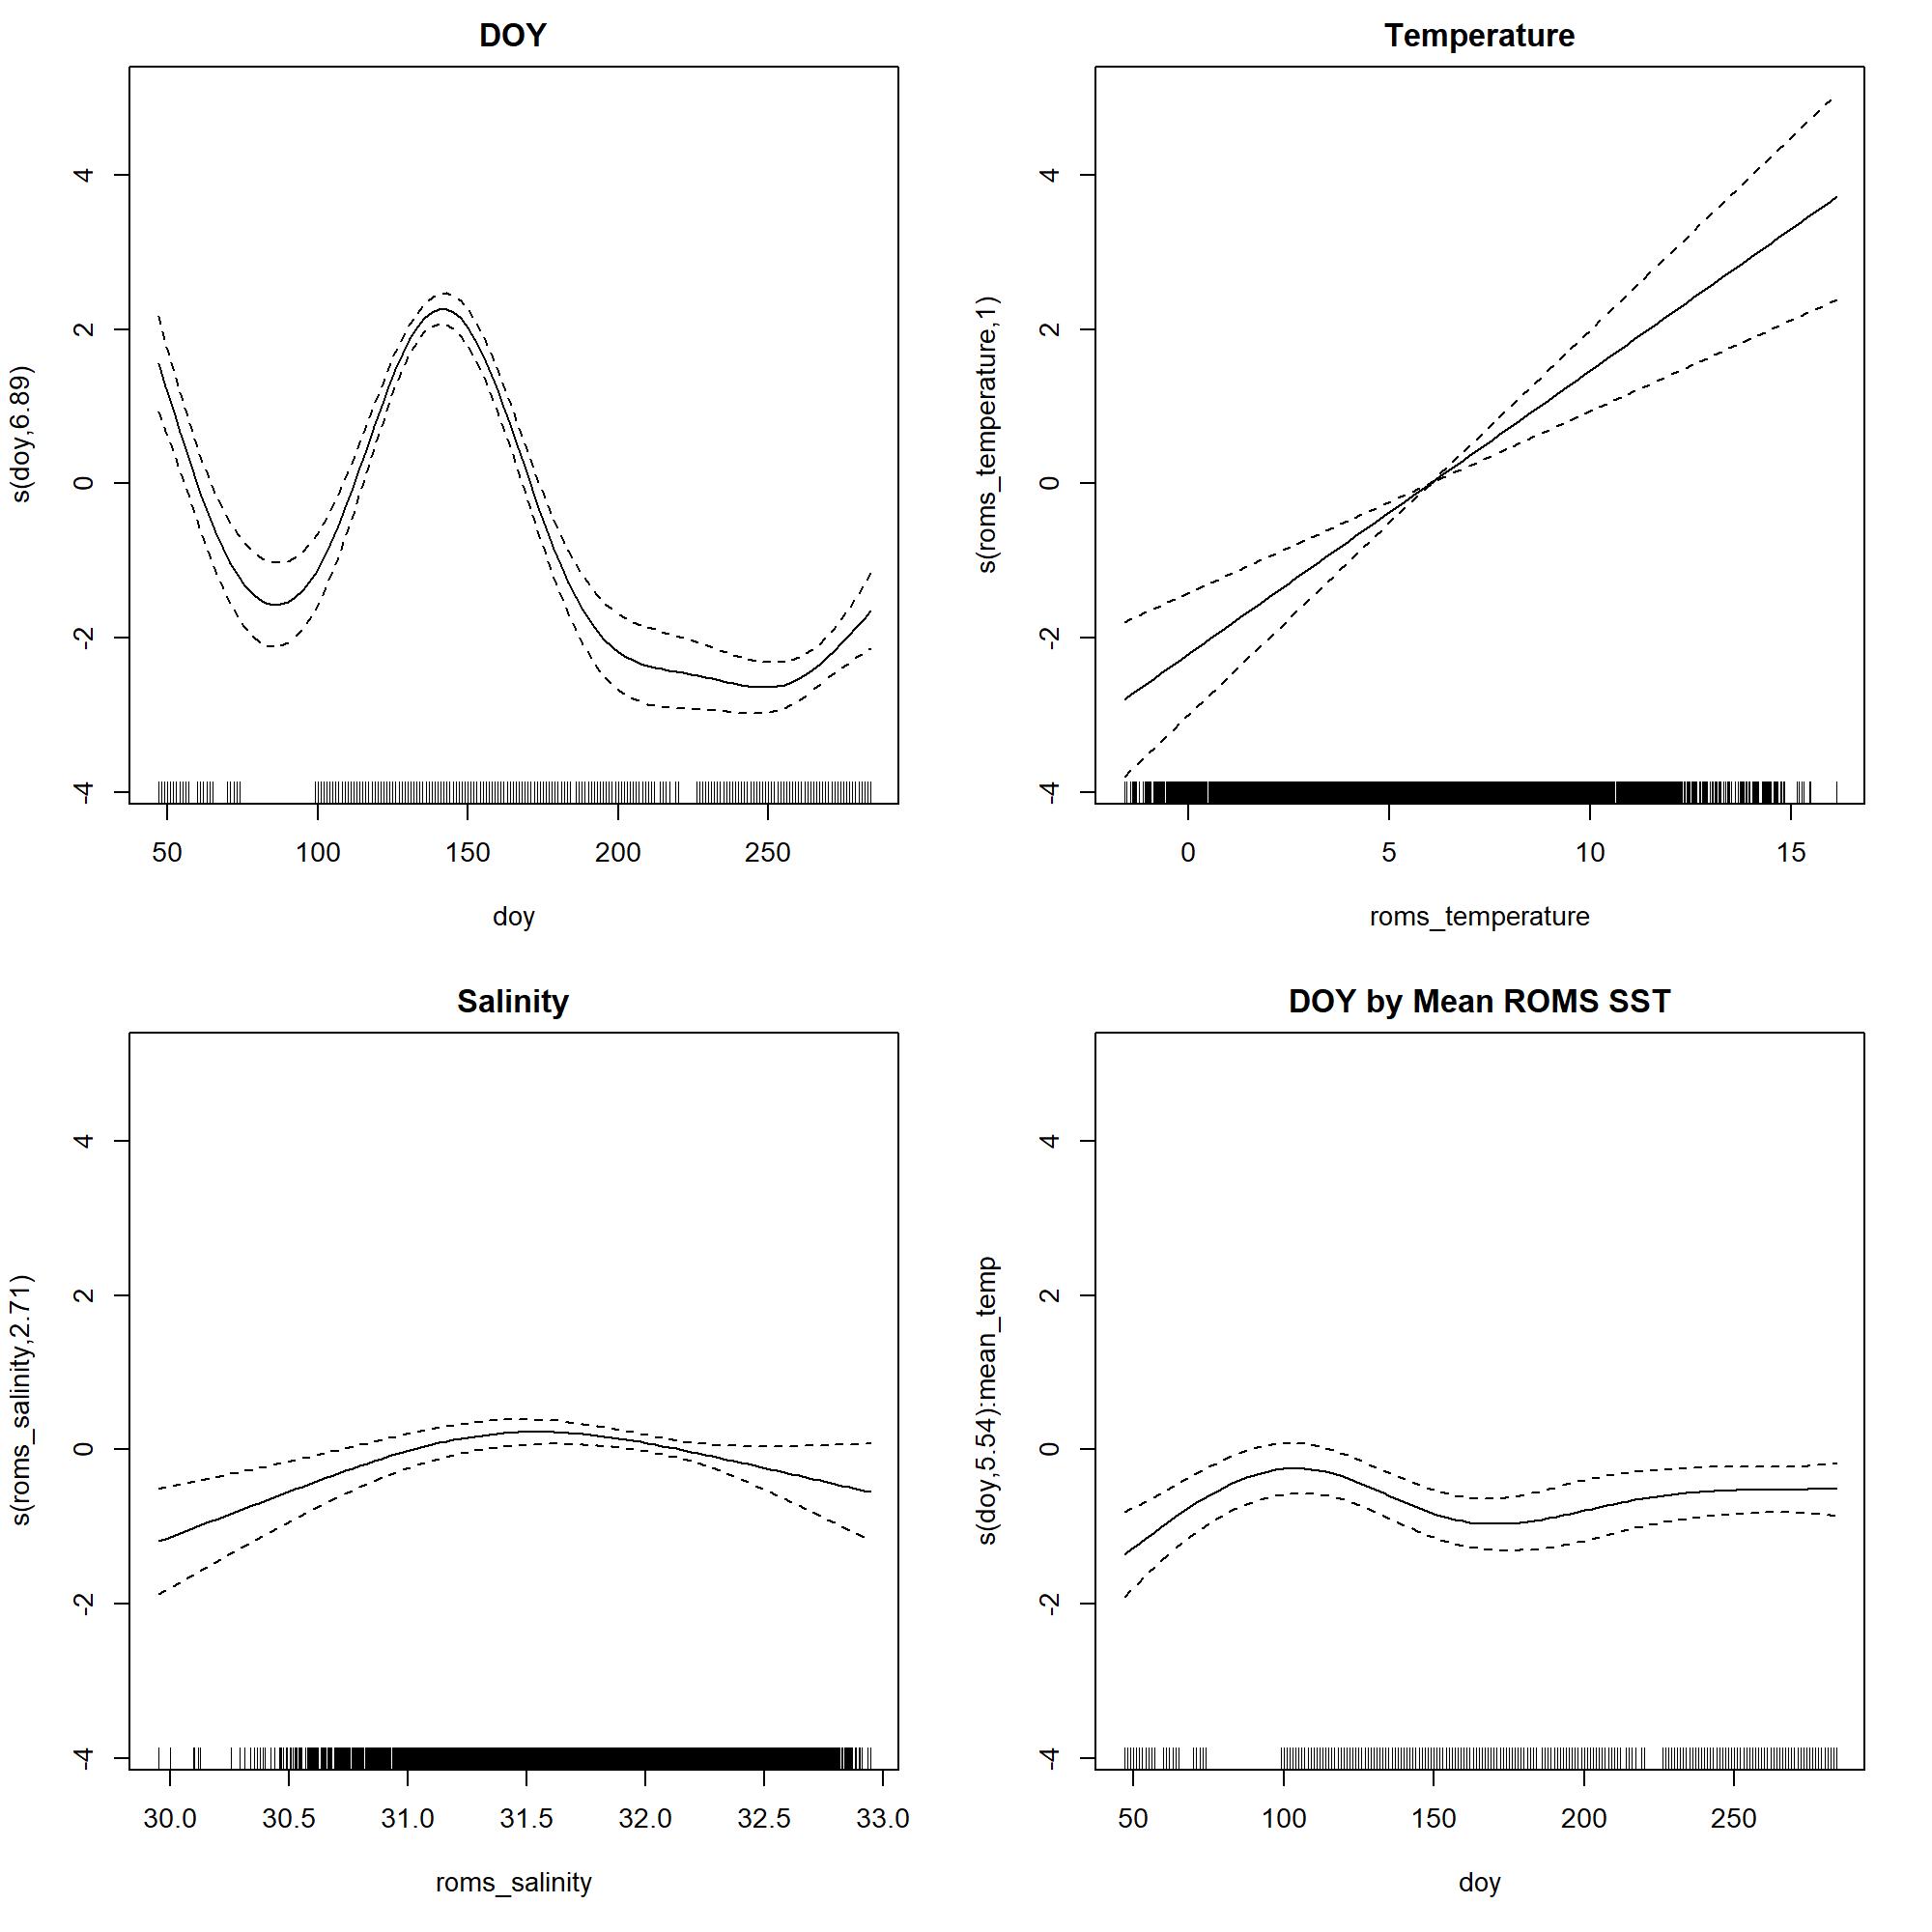 DOY
s(doy,6.89)
4
2
0
-2
-4
50 100 150 200 250
doy
Temperature
s(roms_temperature,1)
4
2
0
-2
-4
0 5 10 15
roms_temperature
Salinity
s(roms_salinity,2.71)
4
2
0
-2
-4
30.0 30.5 31.0 31.5 32.0 32.5 33.0
roms_salinity
DOY by Mean ROMS SST
s(doy,5.54):mean_temp
4
2
0
-2
-4
50 100 150 200 250
doy